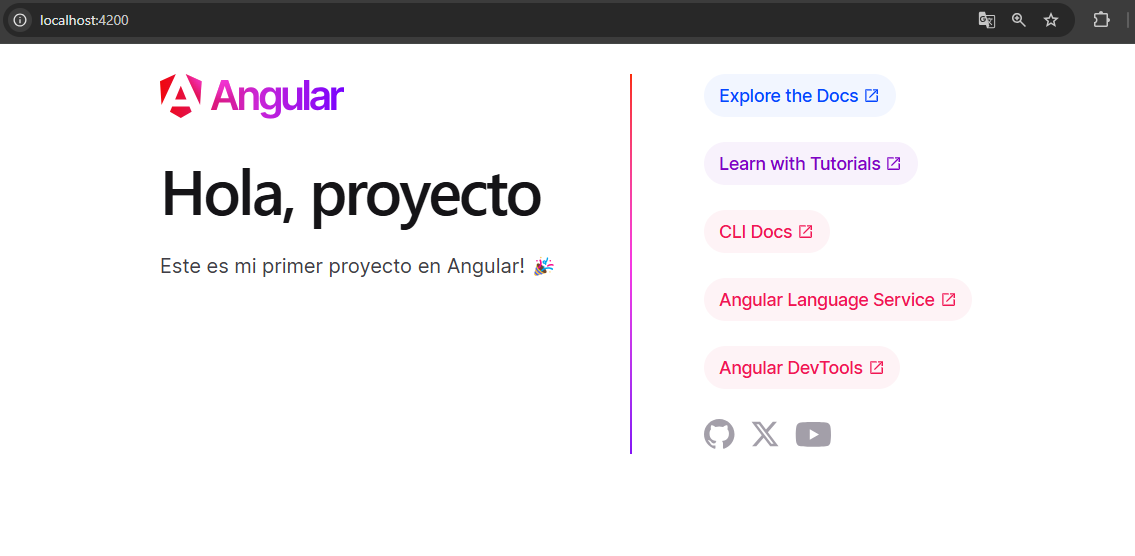 localhost:4200
Angular
Hola, proyecto
Este es mi primer proyecto en Angular! 🎉
Explore the Docs
Learn with Tutorials
CLI Docs
Angular Language Service
Angular DevTools